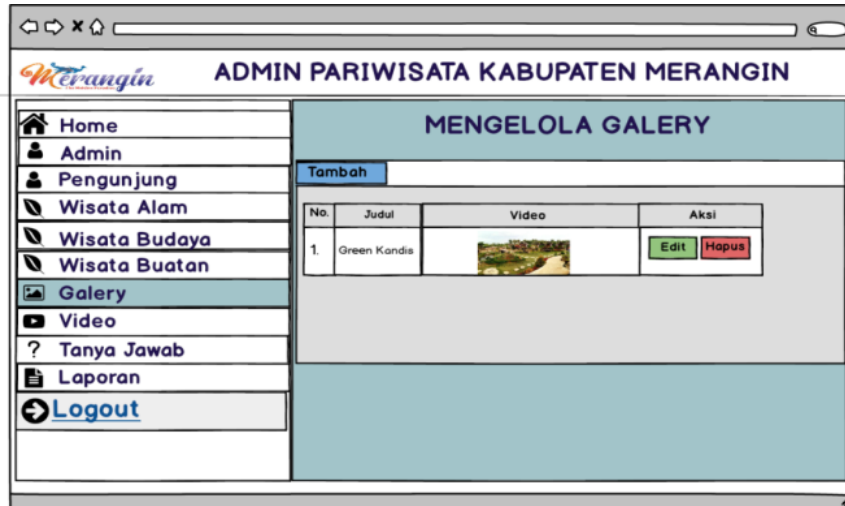 Merangin
ADMIN PARIWISATA KABUPATEN MERANGIN
Home
Admin
Pengunjung
Wisata Alam
Wisata Budaya
Wisata Buatan
Galery
Video
? Tanya Jawab
Laporan
Logout
MENGELOLA GALERY
Tambah
No. Judul Video Aksi
1. Green Kandis Edit Hapus